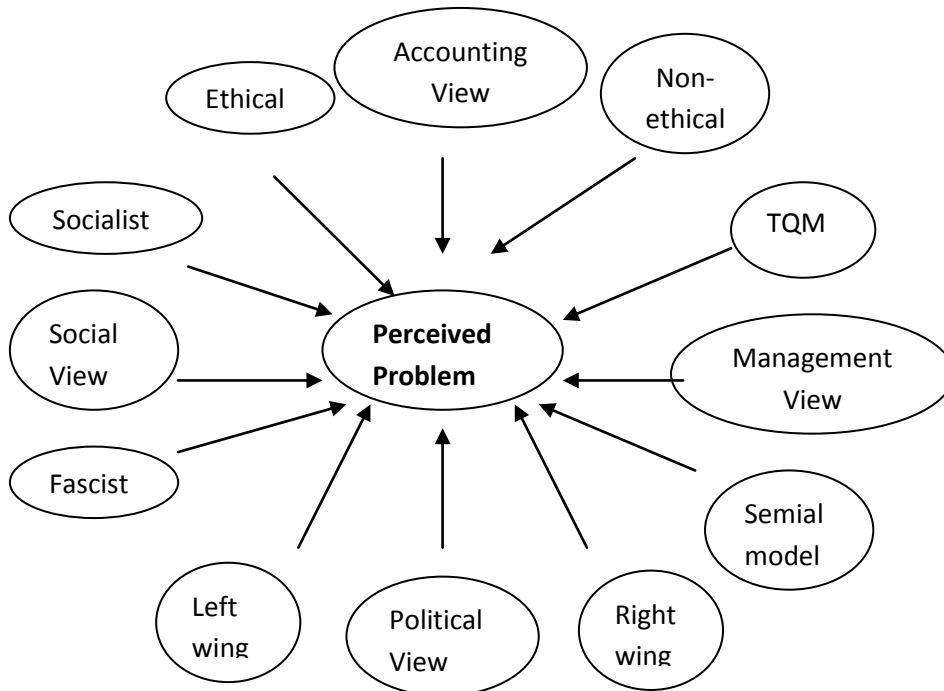 Accounting
View
Ethical
Non-
ethical
Socialist
TQM
Social
View
Perceived
Problem
Management
View
Fascist
Semial
model
Left
wing
Political
View
Right
wing